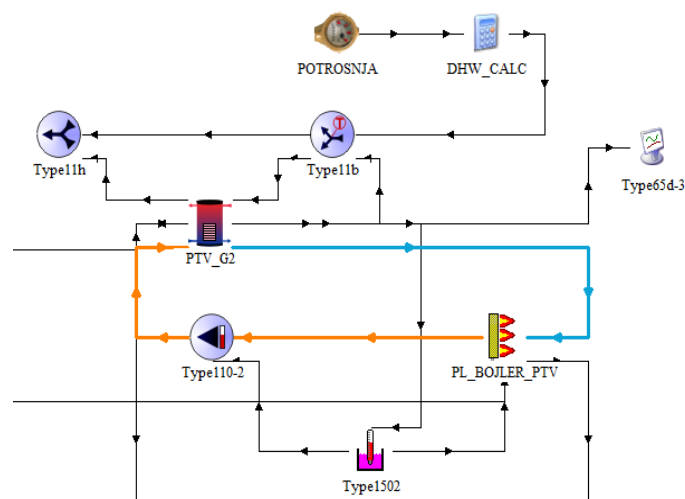 POTROSNJA
DHW_CALC
Type11h
Type11b
T
Type65d-3
PTV_G2
Type110-2
PL_BOJLER_PTV
Type1502